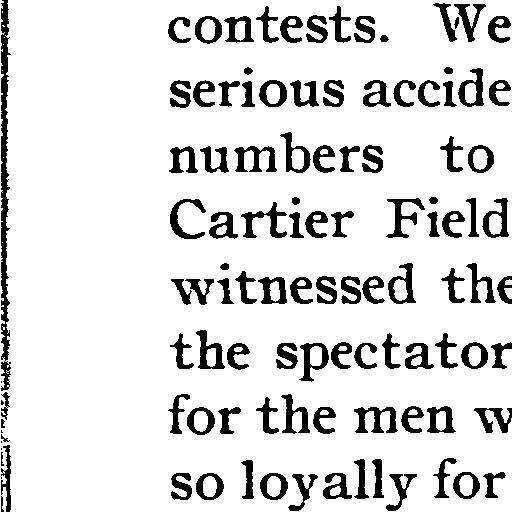 contests. We
serious accide
numbers to
Cartier Field
witnessed the
the spectator
for the men w
so loyally for